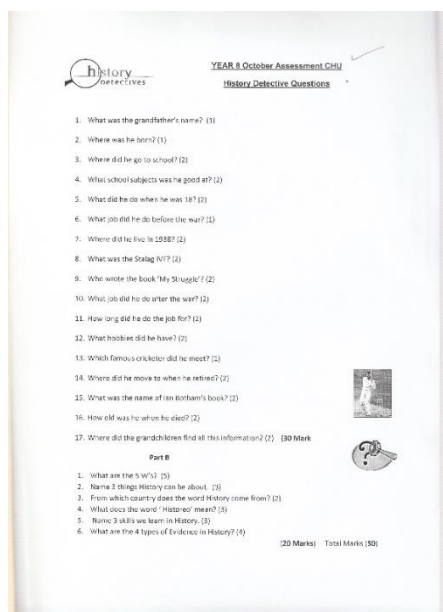 history
Detectives
YEAR 8 October Assessment CHU
History Detective Questions
1. What was the grandfather's name? (1)
2. Where was he born? (1)
3. Where did he go to school? (2)
4. What school subjects was he good at? (2)
5. What did he do when he was 18? (2)
6. What job did he do before the war? (1)
7. Where did he live in 1938? (2)
8. What was the Stalag IVF? (2)
9. Who wrote the book 'My Struggle'? (2)
10. What job did he do after the war? (2)
11. How long did he do the job for? (2)
12. What hobbies did he have? (2)
13. Which famous cricketer did he meet? (1)
14. Where did he move to when he retired? (2)
15. What was the name of Ian Botham's book? (2)
16. How old was he when he died? (2)
17. Where did the grandchildren find all this information? (2) (30 Mark
Part B
1. What are the 5 W's? (5)
2. Name 3 things History can be about. (3)
3. From which country does the word History come from? (2)
4. What does the word ' Historeo' mean? (3)
5. Name 3 skills we learn in History. (3)
6. What are the 4 types of Evidence in History? (4)
(20 Marks) Total Marks (50)